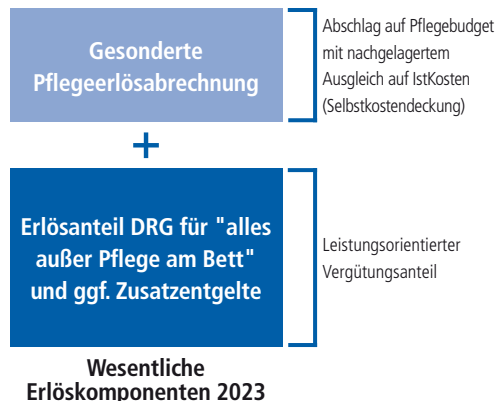 Gesonderte
Pflegeerlösabrechnung
Abschlag auf Pflegebudget
mit nachgelagertem
Ausgleich auf IstKosten
(Selbstkostendeckung)
+
Erlösanteil DRG für "alles
außer Pflege am Bett"
und ggf. Zusatzentgelte
Leistungsorientierter
Vergütungsanteil
Wesentliche
Erlöskomponenten 2023